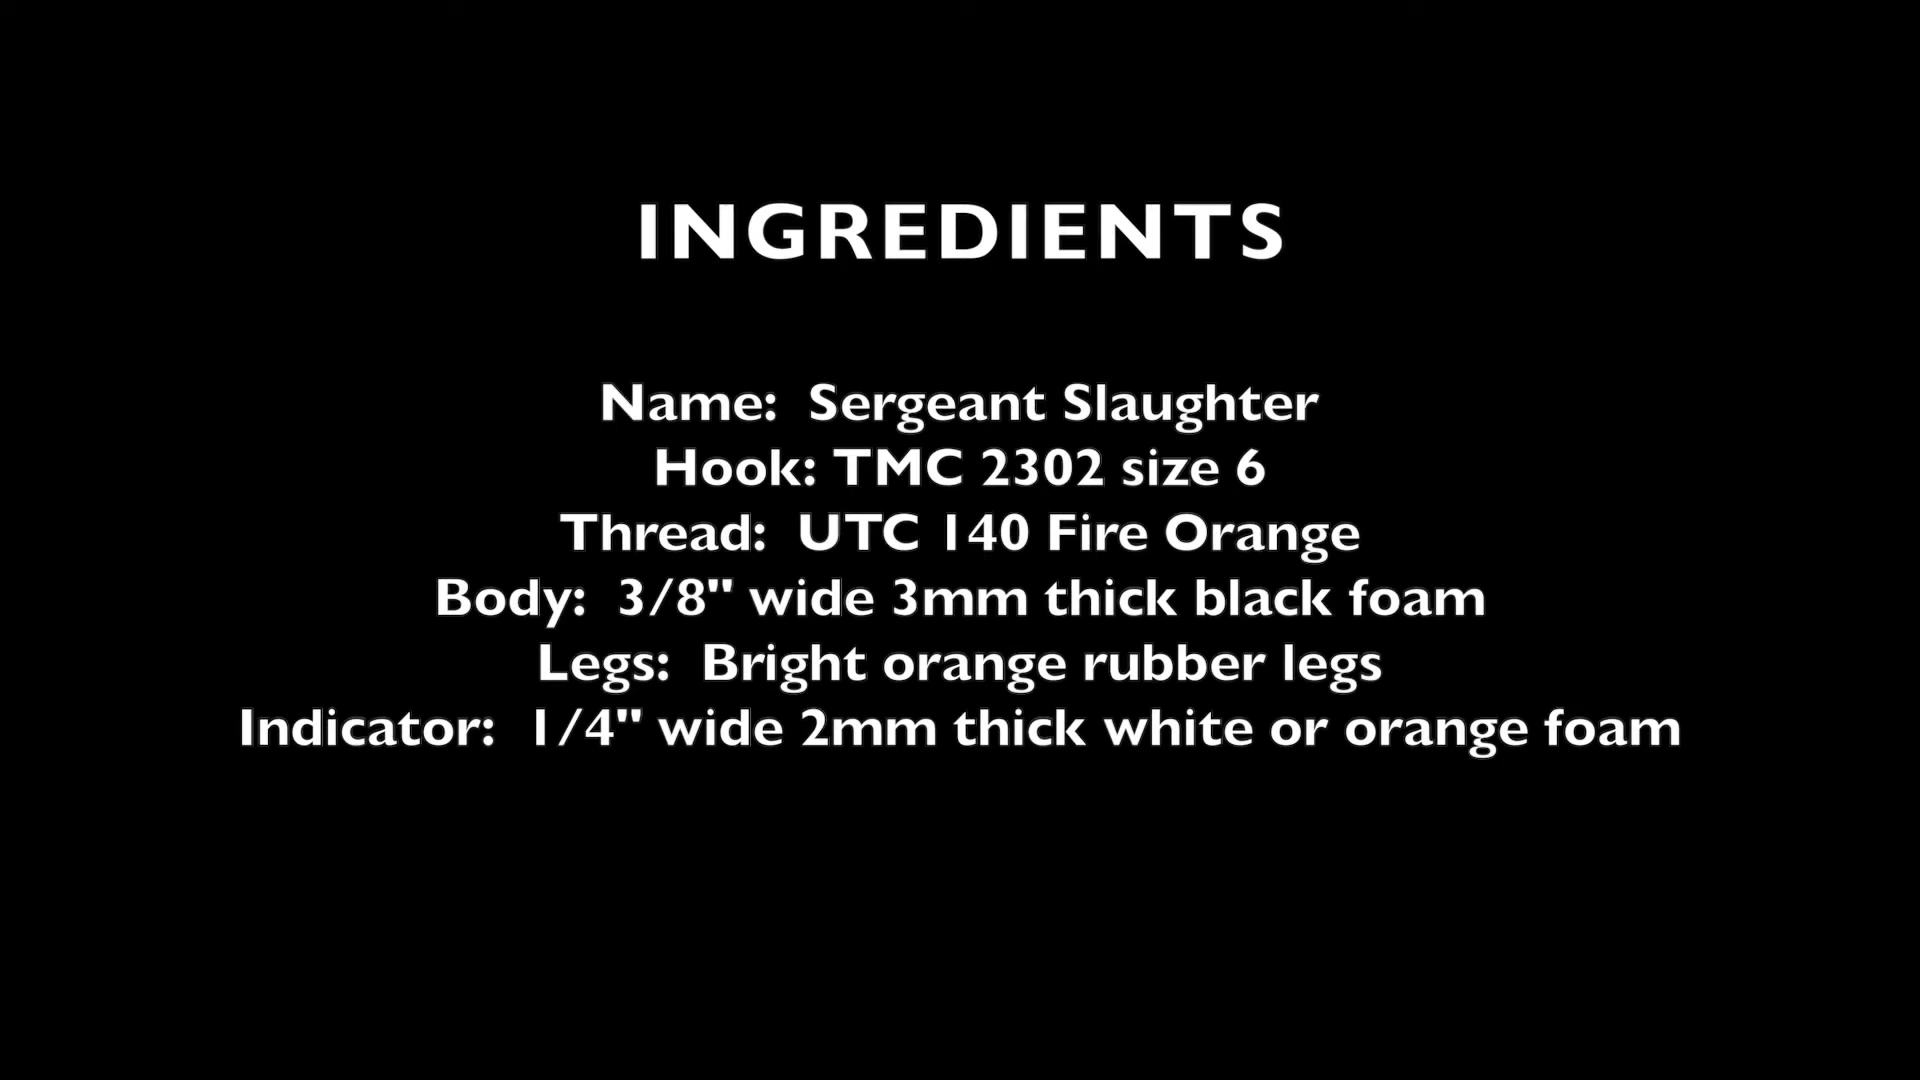 INGREDIENTS
Name:  Sergeant Slaughter
Hook: TMC 2302 size 6
Thread:  UTC 140 Fire Orange
Body:  3/8" wide 3mm thick black foam
Legs:  Bright orange rubber legs
Indicator:  1/4" wide 2mm thick white or orange foam